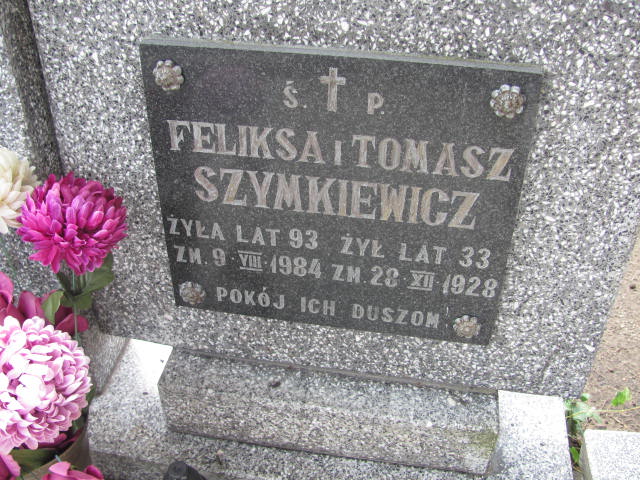 Ś. P.
FELIKSA I TOMASZ
SZYMKIEWICZ
ŻYŁA LAT 93 ŻYŁ LAT 33
ZM. 9 VIII 1984 ZM. 28 XII 1928
POKÓJ ICH DUSZOM